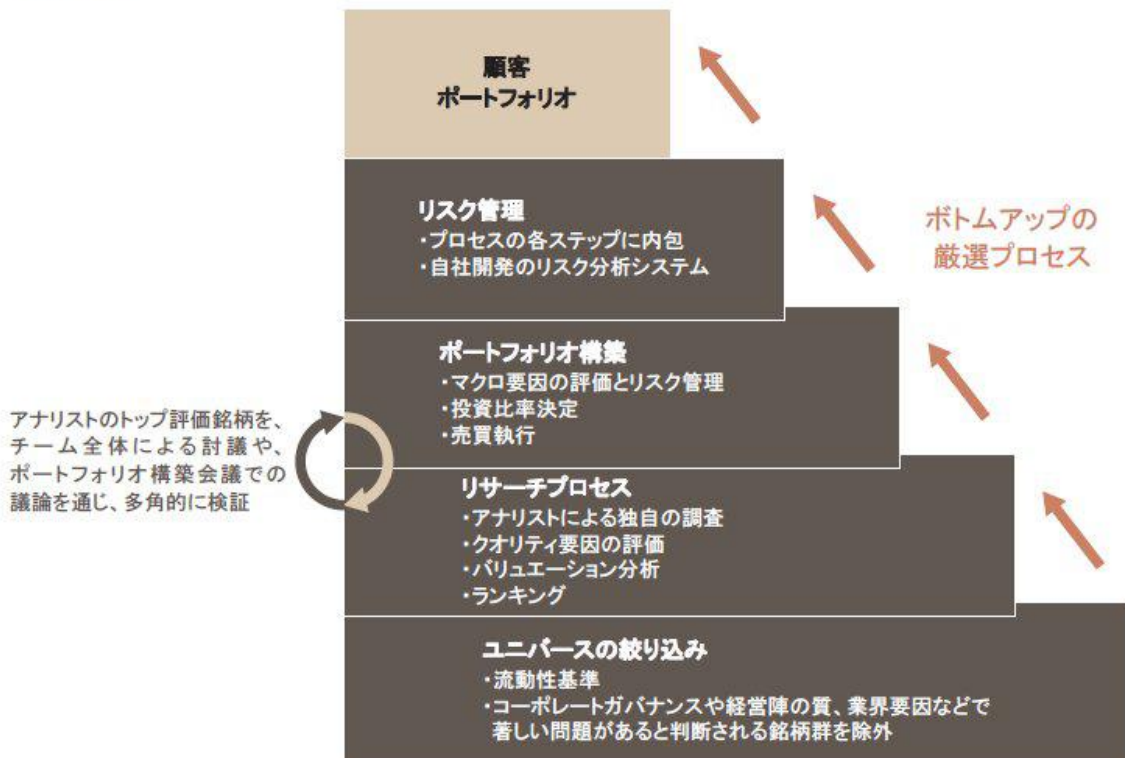 顧客
ポートフォリオ
リスク管理
・プロセスの各ステップに内包
・自社開発のリスク分析システム
ボトムアップの
厳選プロセス
ポートフォリオ構築
・マクロ要因の評価とリスク管理
・投資比率決定
・売買執行
アナリストのトップ評価銘柄を、
チーム全体による討議や、
ポートフォリオ構築会議での
議論を通じ、多角的に検証
リサーチプロセス
・アナリストによる独自の調査
・クオリティ要因の評価
・バリュエーション分析
・ランキング
ユニバースの絞り込み
・流動性基準
・コーポレートガバナンスや経営陣の質、業界要因などで
著しい問題があると判断される銘柄群を除外